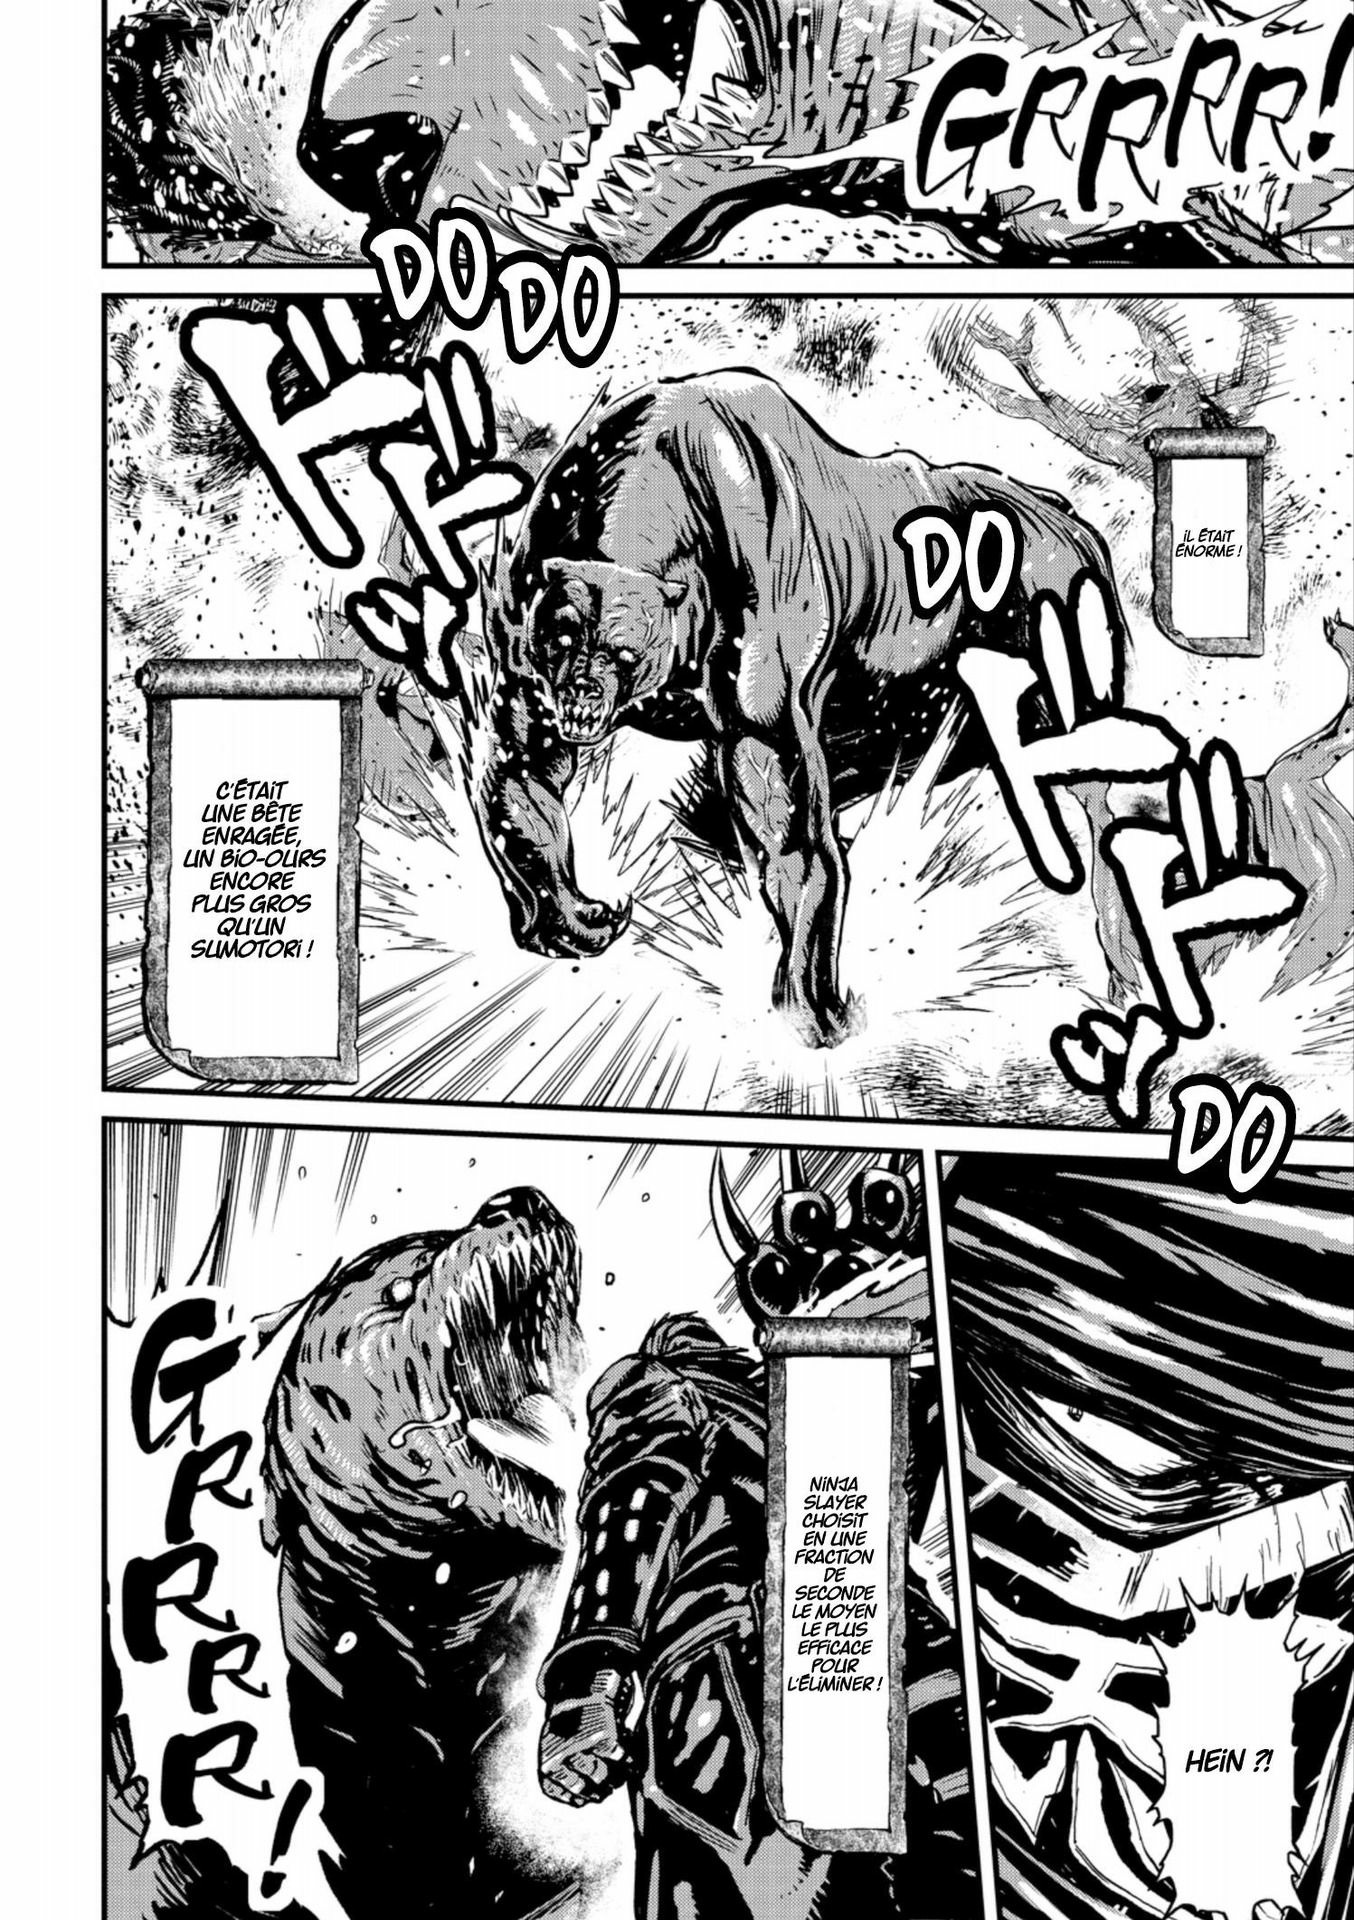 GRRRR!
DO
DO
ドドッ
IL ÉTAIT
ÉNORME !
DO
ドドッ
DO
C'ÉTAIT
UNE BÊTE
ENRAGÉE,
UN BIO-OURS
ENCORE
PLUS GROS
QU'UN
SUMOTORI !
HEIN ?!
NINJA
SLAYER
CHOISIT
EN UNE
FRACTION
DE
SECONDE
LE MOYEN
LE PLUS
EFFICACE
POUR
L'ÉLIMINER !
GRRRRR!